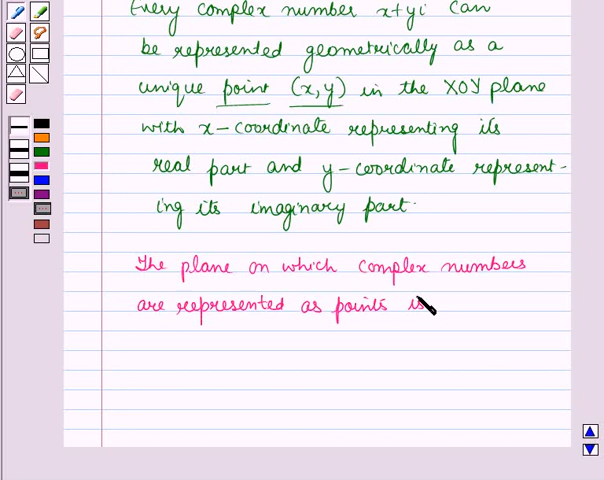 Every complex number x+yi can
be represented geometrically as a
unique point (x,y) in the XOY plane
with x-coordinate representing its
real part and y-coordinate represent-
ing its imaginary part.
The plane on which complex numbers
are represented as points is